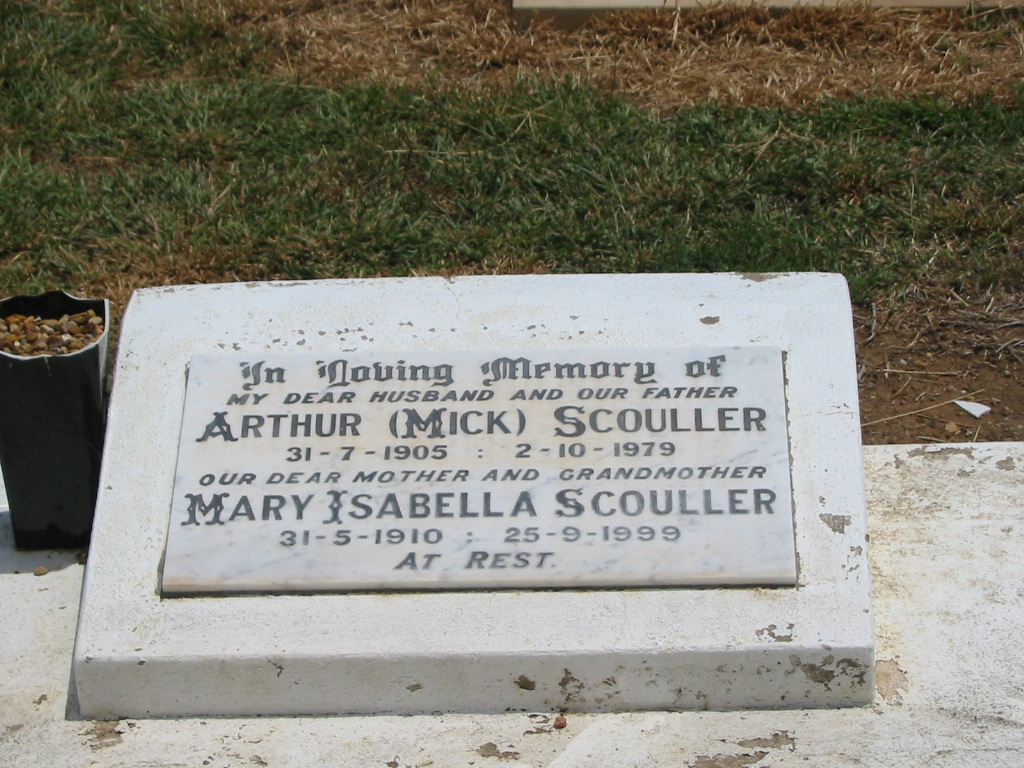 In Loving Memory of
MY DEAR HUSBAND AND OUR FATHER
ARTHUR (MICK) SCOULLER
31-7-1905 : 2-10-1979
OUR DEAR MOTHER AND GRANDMOTHER
MARY ISABELLA SCOULLER
31-5-1910 : 25-9-1999
AT REST.